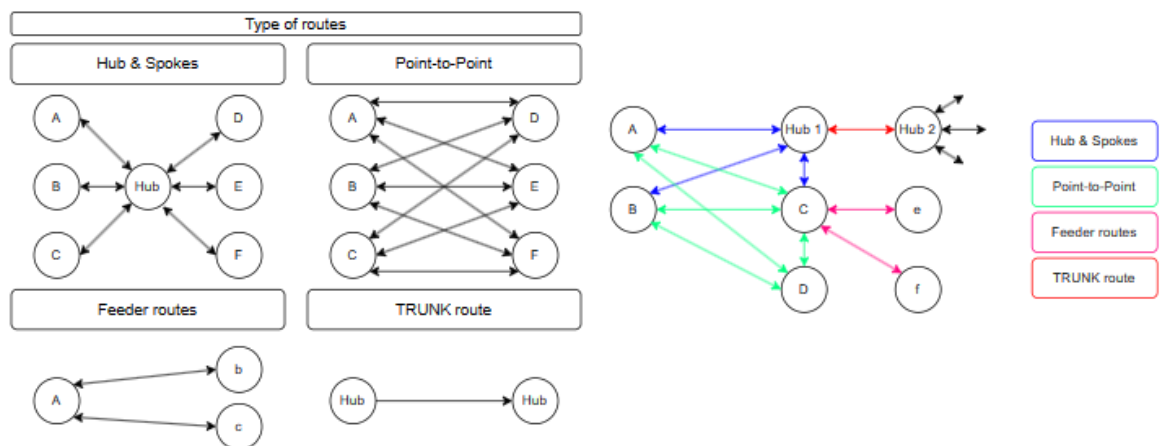 Type of routes
Hub & Spokes
Point-to-Point
A
D
B
Hub
E
C
F
A
D
B
E
C
F
Feeder routes
TRUNK route
A
b
c
Hub
Hub
A
Hub 1
Hub 2
B
C
e
D
f
Hub & Spokes
Point-to-Point
Feeder routes
TRUNK route